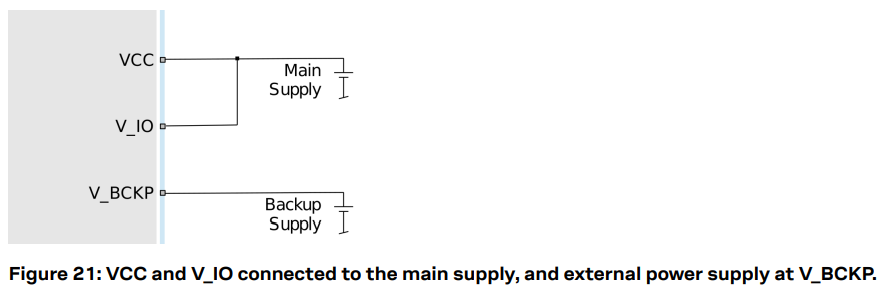 VCC
Main
Supply
V_IO
V_BCKP
Backup
Supply
Figure 21: VCC and V_IO connected to the main supply, and external power supply at V_BCKP.